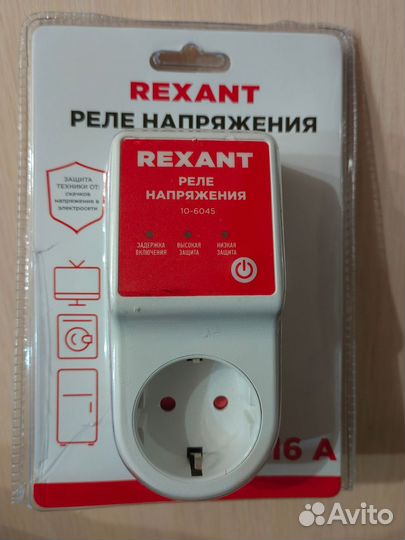 REXANT
РЕЛЕ НАПРЯЖЕНИЯ
ЗАЩИТА
ТЕХНИКИ ОТ:
скачков
напряжения в
электросети
REXANT
РЕЛЕ
НАПРЯЖЕНИЯ
10-6045
ЗАДЕРЖКА ВЫСОКАЯ НИЗКАЯ
ВКЛЮЧЕНИЯ ЗАЩИТА ЗАЩИТА
16 А
Avito